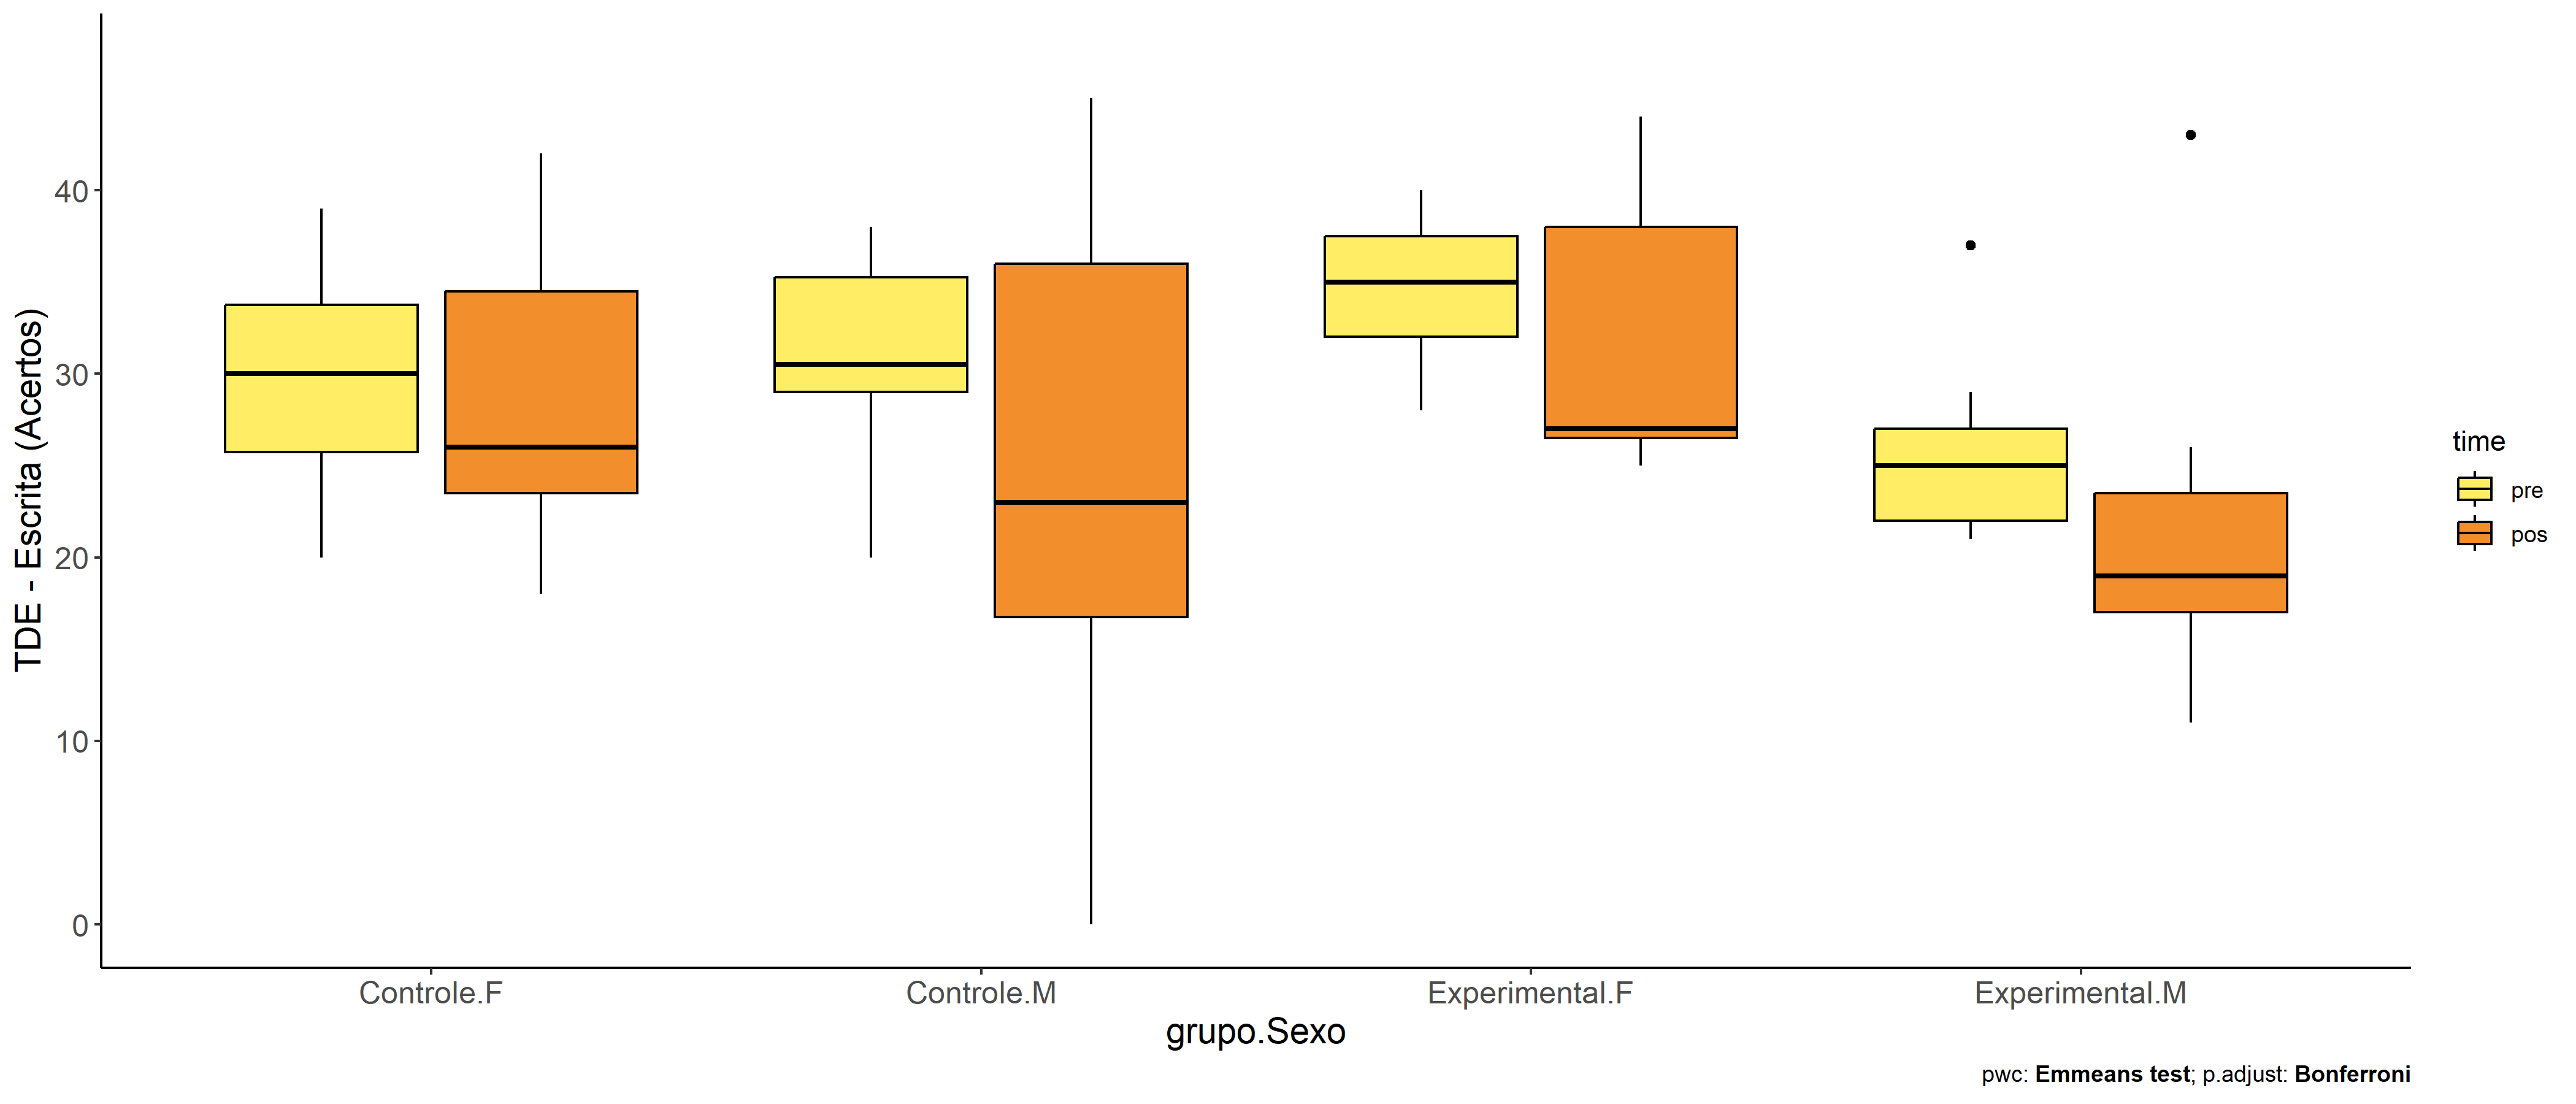 TDE - Escrita (Acertos)
40
30
20
10
0
Controle.F
Controle.M
Experimental.F
Experimental.M
grupo.Sexo
time
pre
pos
pwc: Emmeans test; p.adjust: Bonferroni